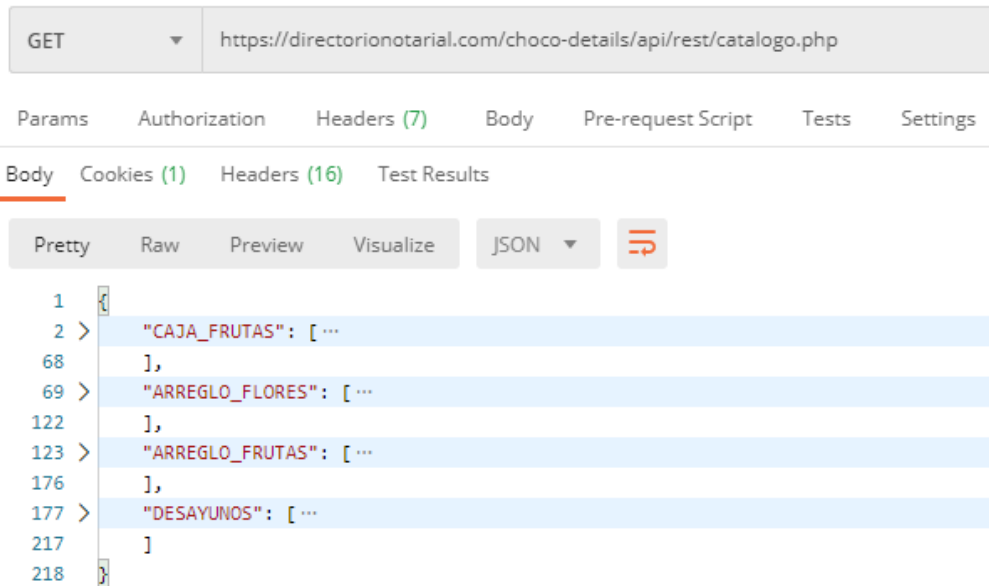 GET https://directorionotarial.com/choco-details/api/rest/catalogo.php
Params Authorization Headers (7) Body Pre-request Script Tests Settings
Body Cookies (1) Headers (16) Test Results
Pretty Raw Preview Visualize JSON
1 {
2 > "CAJA_FRUTAS": [ ⋯
68 ],
69 > "ARREGLO_FLORES": [ ⋯
122 ],
123 > "ARREGLO_FRUTAS": [ ⋯
176 ],
177 > "DESAYUNOS": [ ⋯
217 ]
218 }